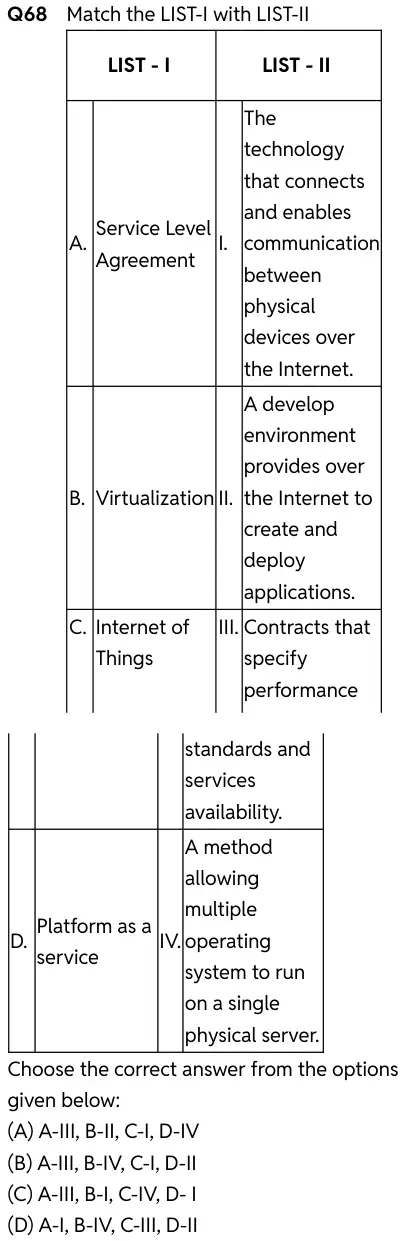 Q68 Match the LIST-I with LIST-II
LIST - I LIST - II
A. Service Level Agreement I. The
technology
that connects
and enables
communication
between
physical
devices over
the Internet.
B. Virtualization II. A develop
environment
provides over
the Internet to
create and
deploy
applications.
C. Internet of III. Contracts that
Things specify
performance
standards and
services
availability.
D. Platform as a service IV. A method
allowing
multiple
operating
system to run
on a single
physical server.
Choose the correct answer from the options
given below:
(A) A-III, B-II, C-I, D-IV
(B) A-III, B-IV, C-I, D-II
(C) A-III, B-I, C-IV, D- I
(D) A-I, B-IV, C-III, D-II